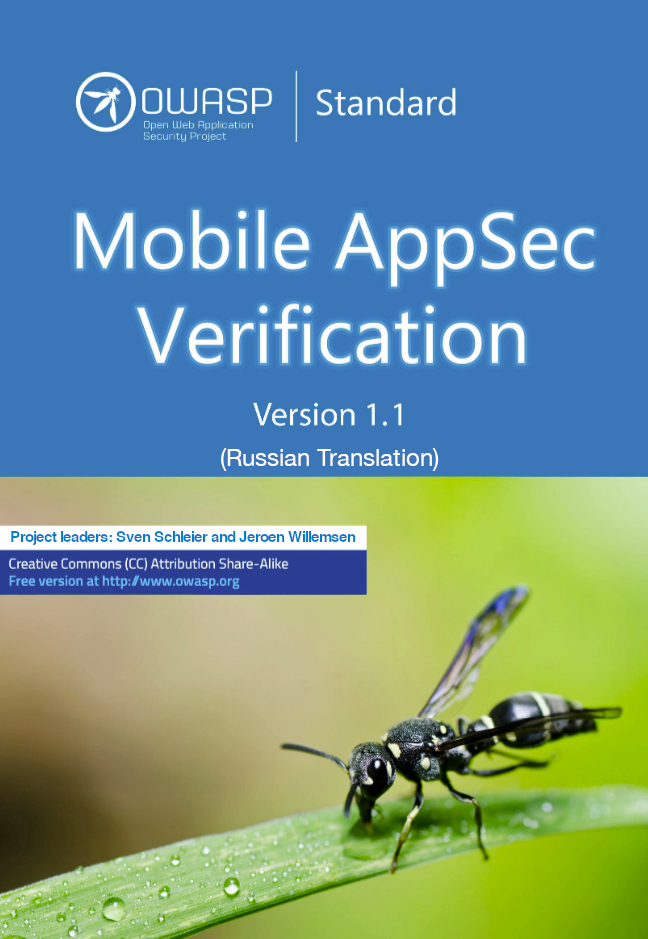 OWASP
Open Web Application
Security Project
Standard
Mobile AppSec
Verification
Version 1.1
(Russian Translation)
Project leaders: Sven Schleier and Jeroen Willemsen
Creative Commons (CC) Attribution Share-Alike
Free version at http://www.owasp.org